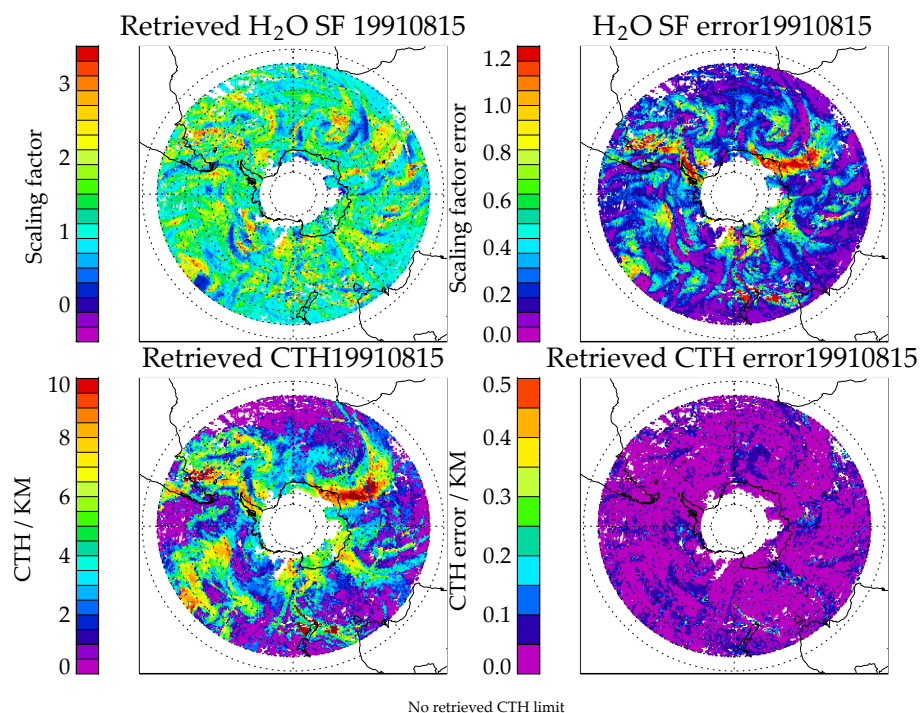 Retrieved H₂O SF 19910815
Scaling factor
3
2
1
0
H₂O SF error19910815
Scaling factor error
1.2
1.0
0.8
0.6
0.4
0.2
0.0
Retrieved CTH19910815
CTH / KM
10
8
6
4
2
0
Retrieved CTH error19910815
CTH error / KM
0.5
0.4
0.3
0.2
0.1
0.0
No retrieved CTH limit